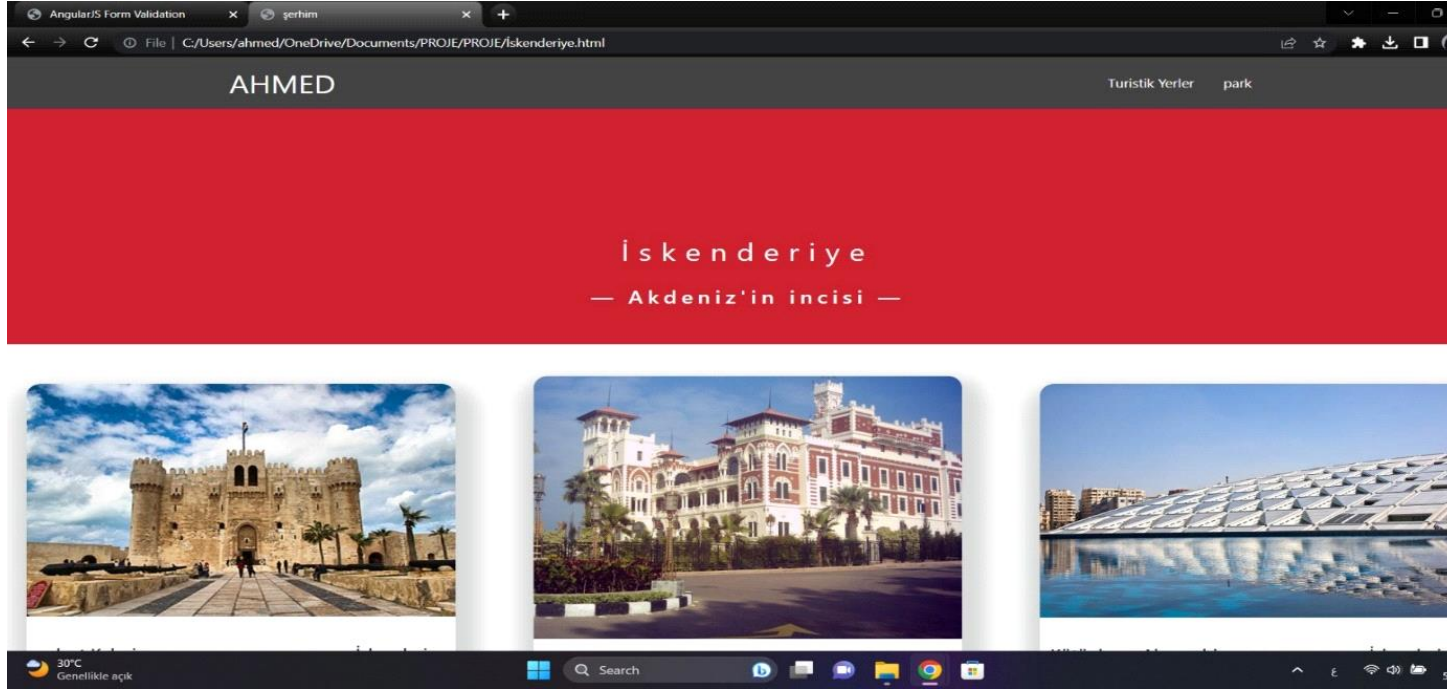 AngularJS Form Validation
şerhim
File | C:/Users/ahmed/OneDrive/Documents/PROJE/PROJE/İskenderiye.html
AHMED
Turistik Yerler park
İskenderiye
— Akdeniz'in incisi —
30°C
Genellikle açık
Search
ع